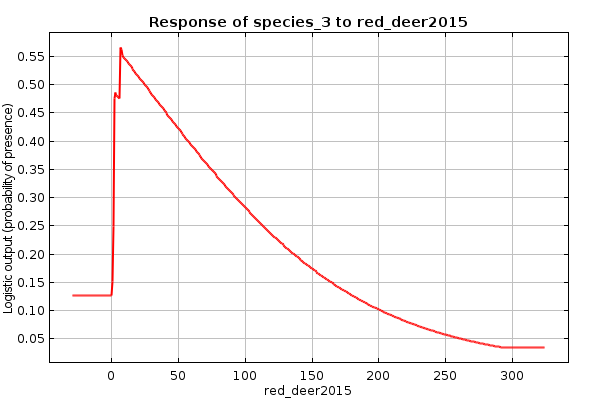 Response of species_3 to red_deer2015
Logistic output (probability of presence)
0.55
0.50
0.45
0.40
0.35
0.30
0.25
0.20
0.15
0.10
0.05
0 50 100 150 200 250 300
red_deer2015